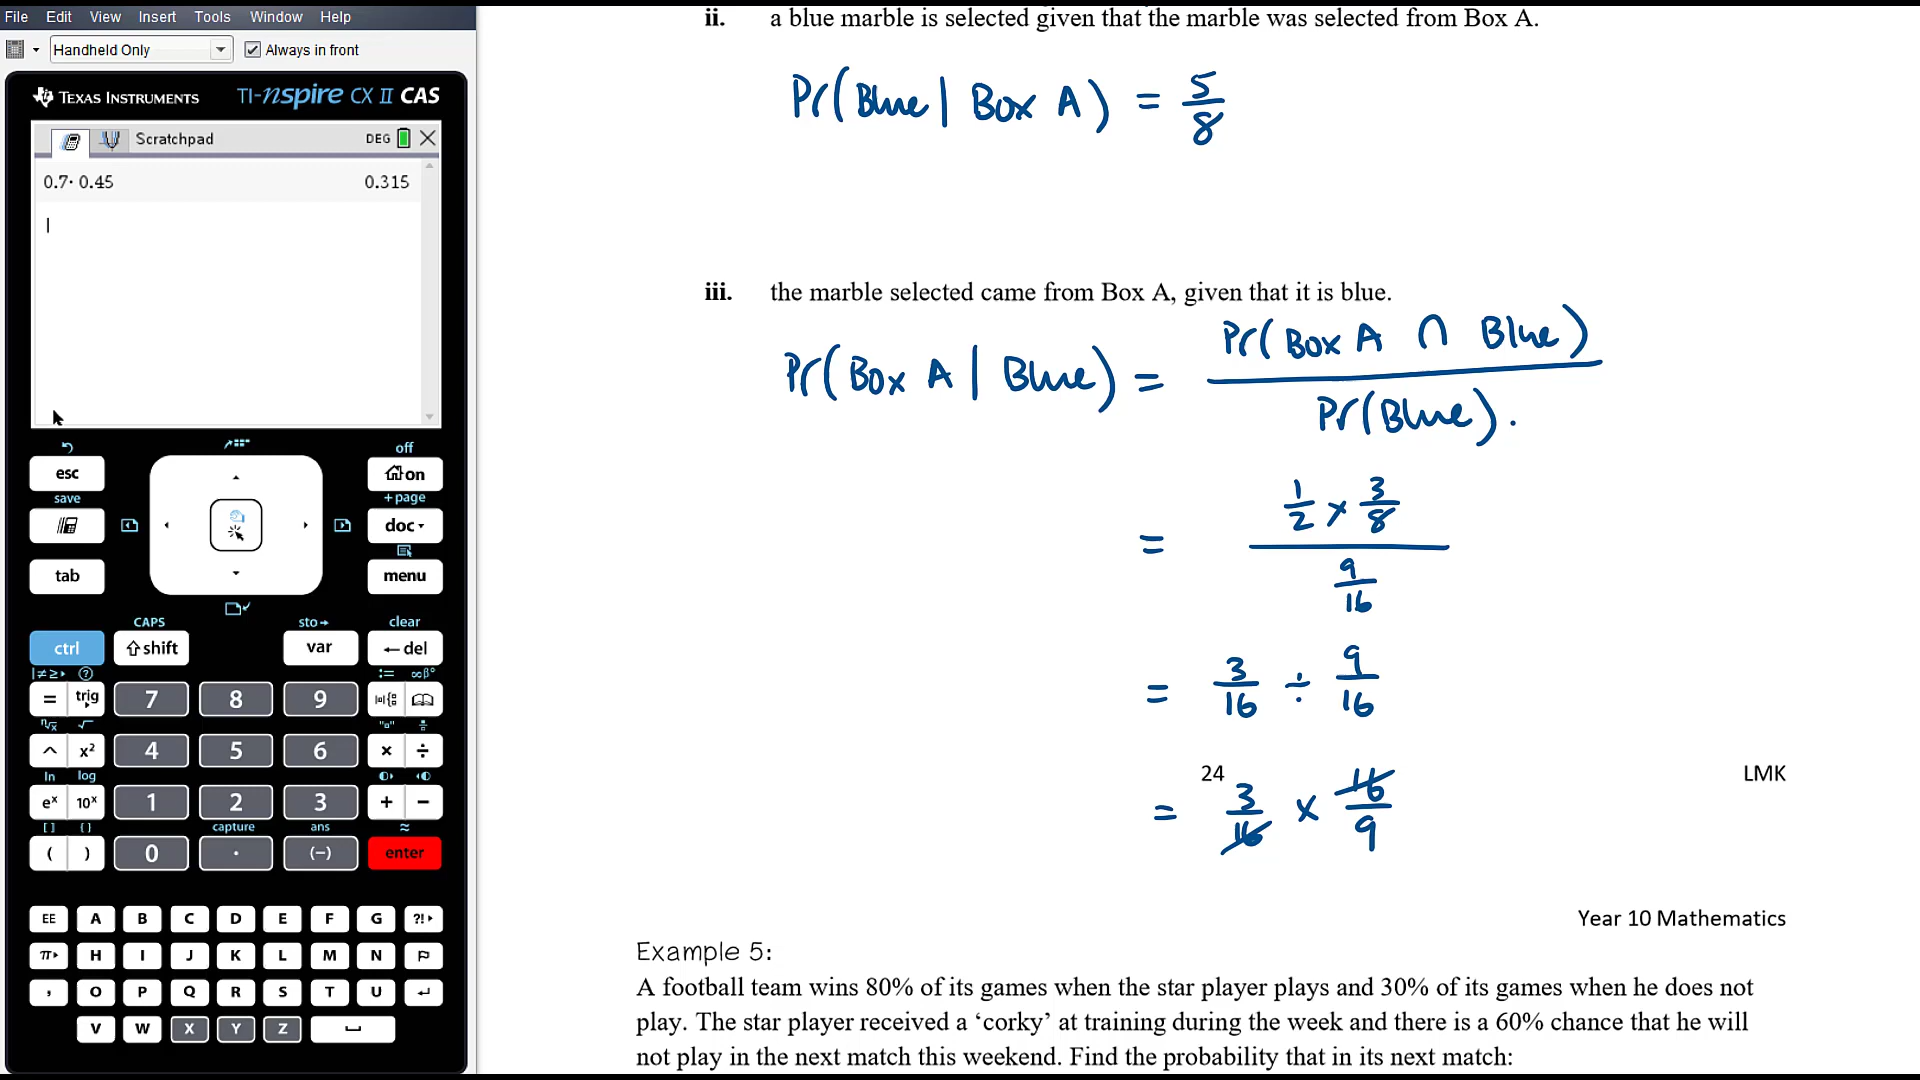 File Edit View Insert Tools Window Help
Handheld Only Always in front
TEXAS INSTRUMENTS TI-nspire CX II CAS
Scratchpad DEG
0.7· 0.45 0.315
off
esc on
save +page
doc
tab menu
CAPS sto→ clear
ctrl ⇧shift var ←del
= trig 7 8 9
^ x² 4 5 6 × ÷
ln log
eˣ 10ˣ 1 2 3 + −
[ ] { } capture ans ≈
( ) 0 . (−) enter
EE A B C D E F G ?!
π H I J K L M N
, O P Q R S T U
V W X Y Z
ii. a blue marble is selected given that the marble was selected from Box A.
Pr(Blue | Box A) = 5/8
iii. the marble selected came from Box A, given that it is blue.
Pr(Box A | Blue) = Pr(Box A ∩ Blue) / Pr(Blue).
= (1/2 × 3/8) / (9/16)
= 3/16 ÷ 9/16
24 LMK
= 3/16 × 16/9
Year 10 Mathematics
Example 5:
A football team wins 80% of its games when the star player plays and 30% of its games when he does not
play. The star player received a ‘corky’ at training during the week and there is a 60% chance that he will
not play in the next match this weekend. Find the probability that in its next match: